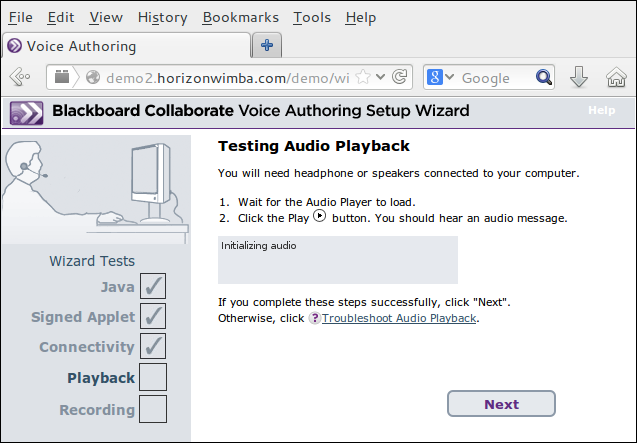 File Edit View History Bookmarks Tools Help
Voice Authoring
demo2.horizonwimba.com/demo/wi
Google
Blackboard Collaborate Voice Authoring Setup Wizard
Help
Testing Audio Playback
You will need headphone or speakers connected to your computer.
1. Wait for the Audio Player to load.
2. Click the Play button. You should hear an audio message.
Initializing audio
If you complete these steps successfully, click "Next".
Otherwise, click ?Troubleshoot Audio Playback.
Next
Wizard Tests
Java
Signed Applet
Connectivity
Playback
Recording